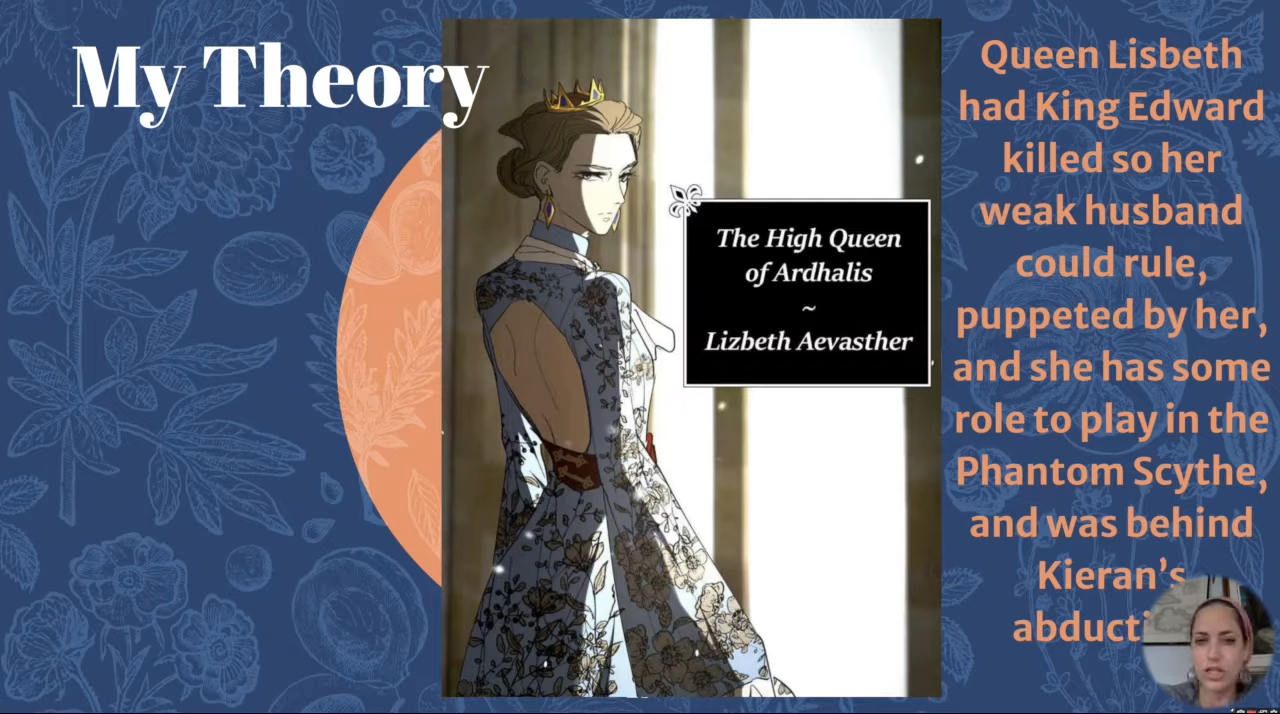 My Theory
The High Queen
of Ardhalis
~
Lizbeth Aevasther
Queen Lisbeth
had King Edward
killed so her
weak husband
could rule,
puppeted by her,
and she has some
role to play in the
Phantom Scythe,
and was behind
Kieran’s
abducti